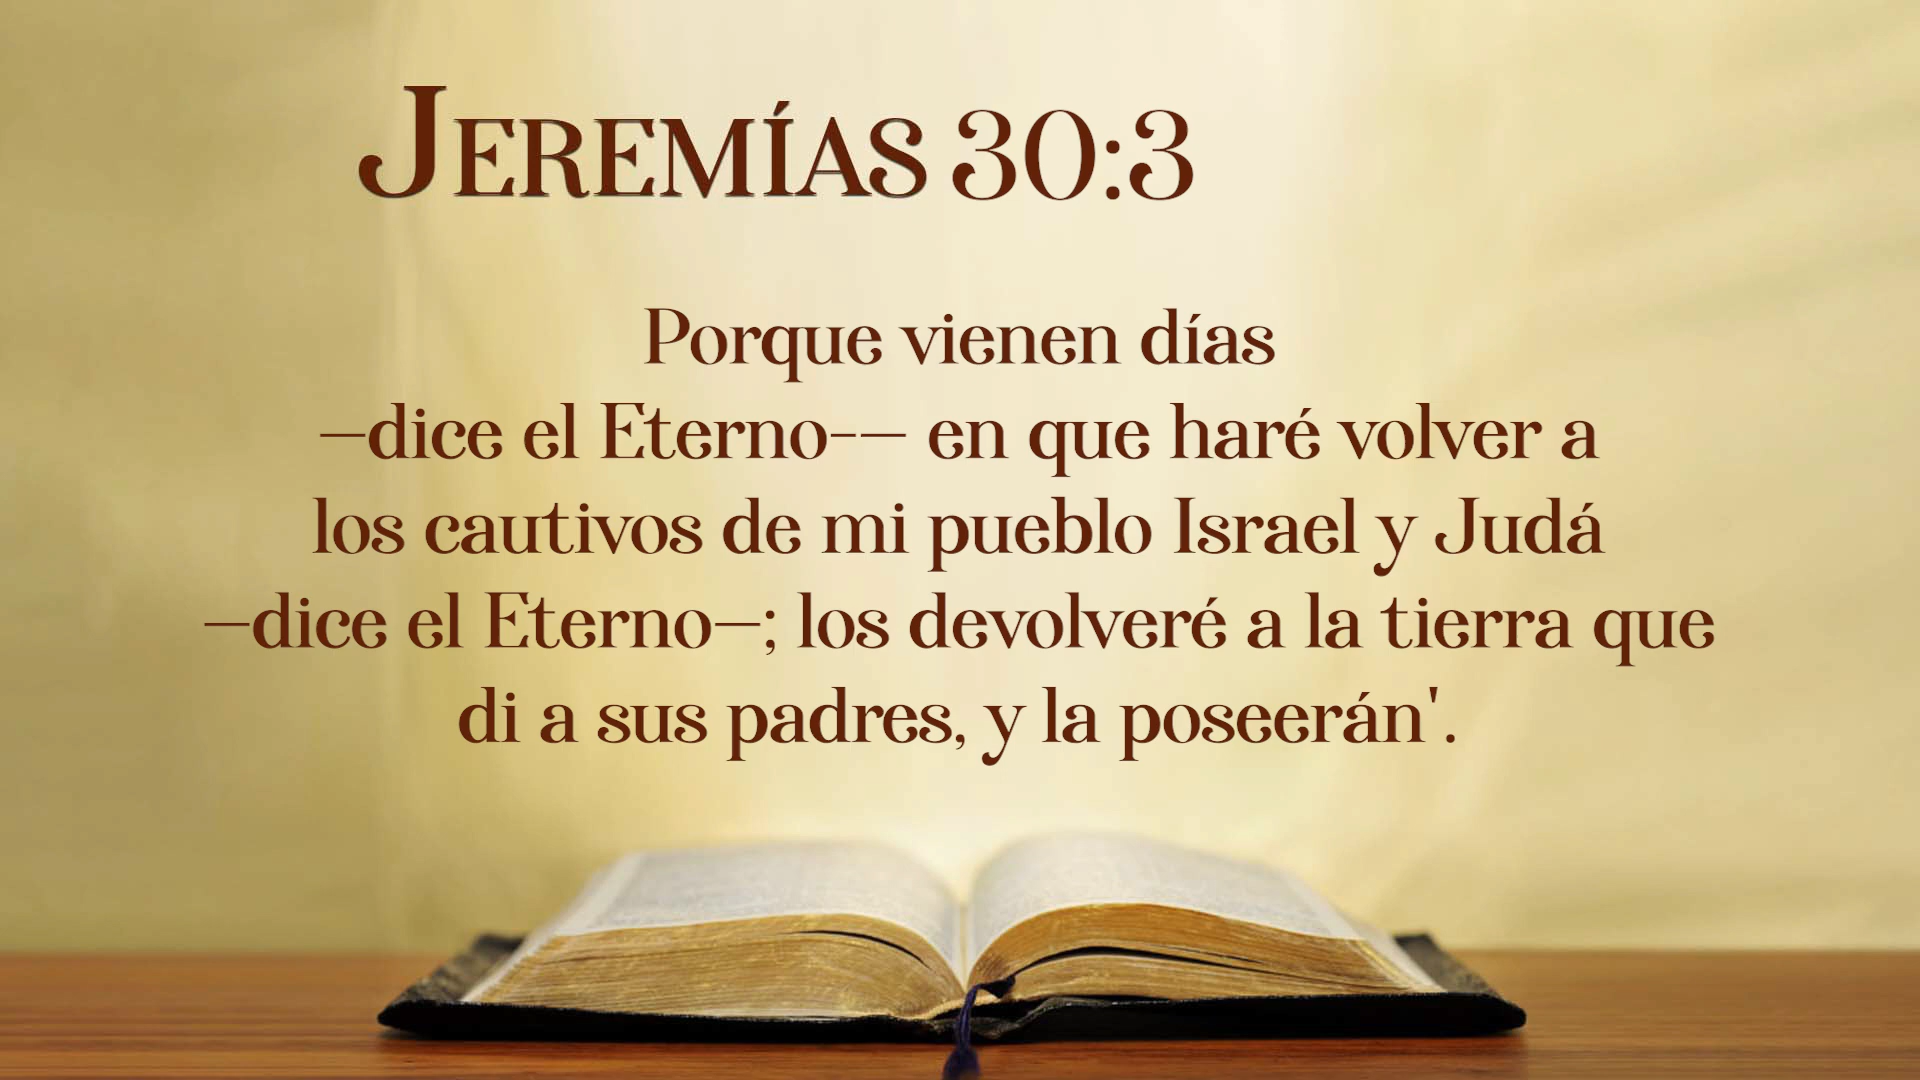 JEREMÍAS 30:3
Porque vienen días
—dice el Eterno-— en que haré volver a
los cautivos de mi pueblo Israel y Judá
—dice el Eterno—; los devolveré a la tierra que
di a sus padres, y la poseerán'.